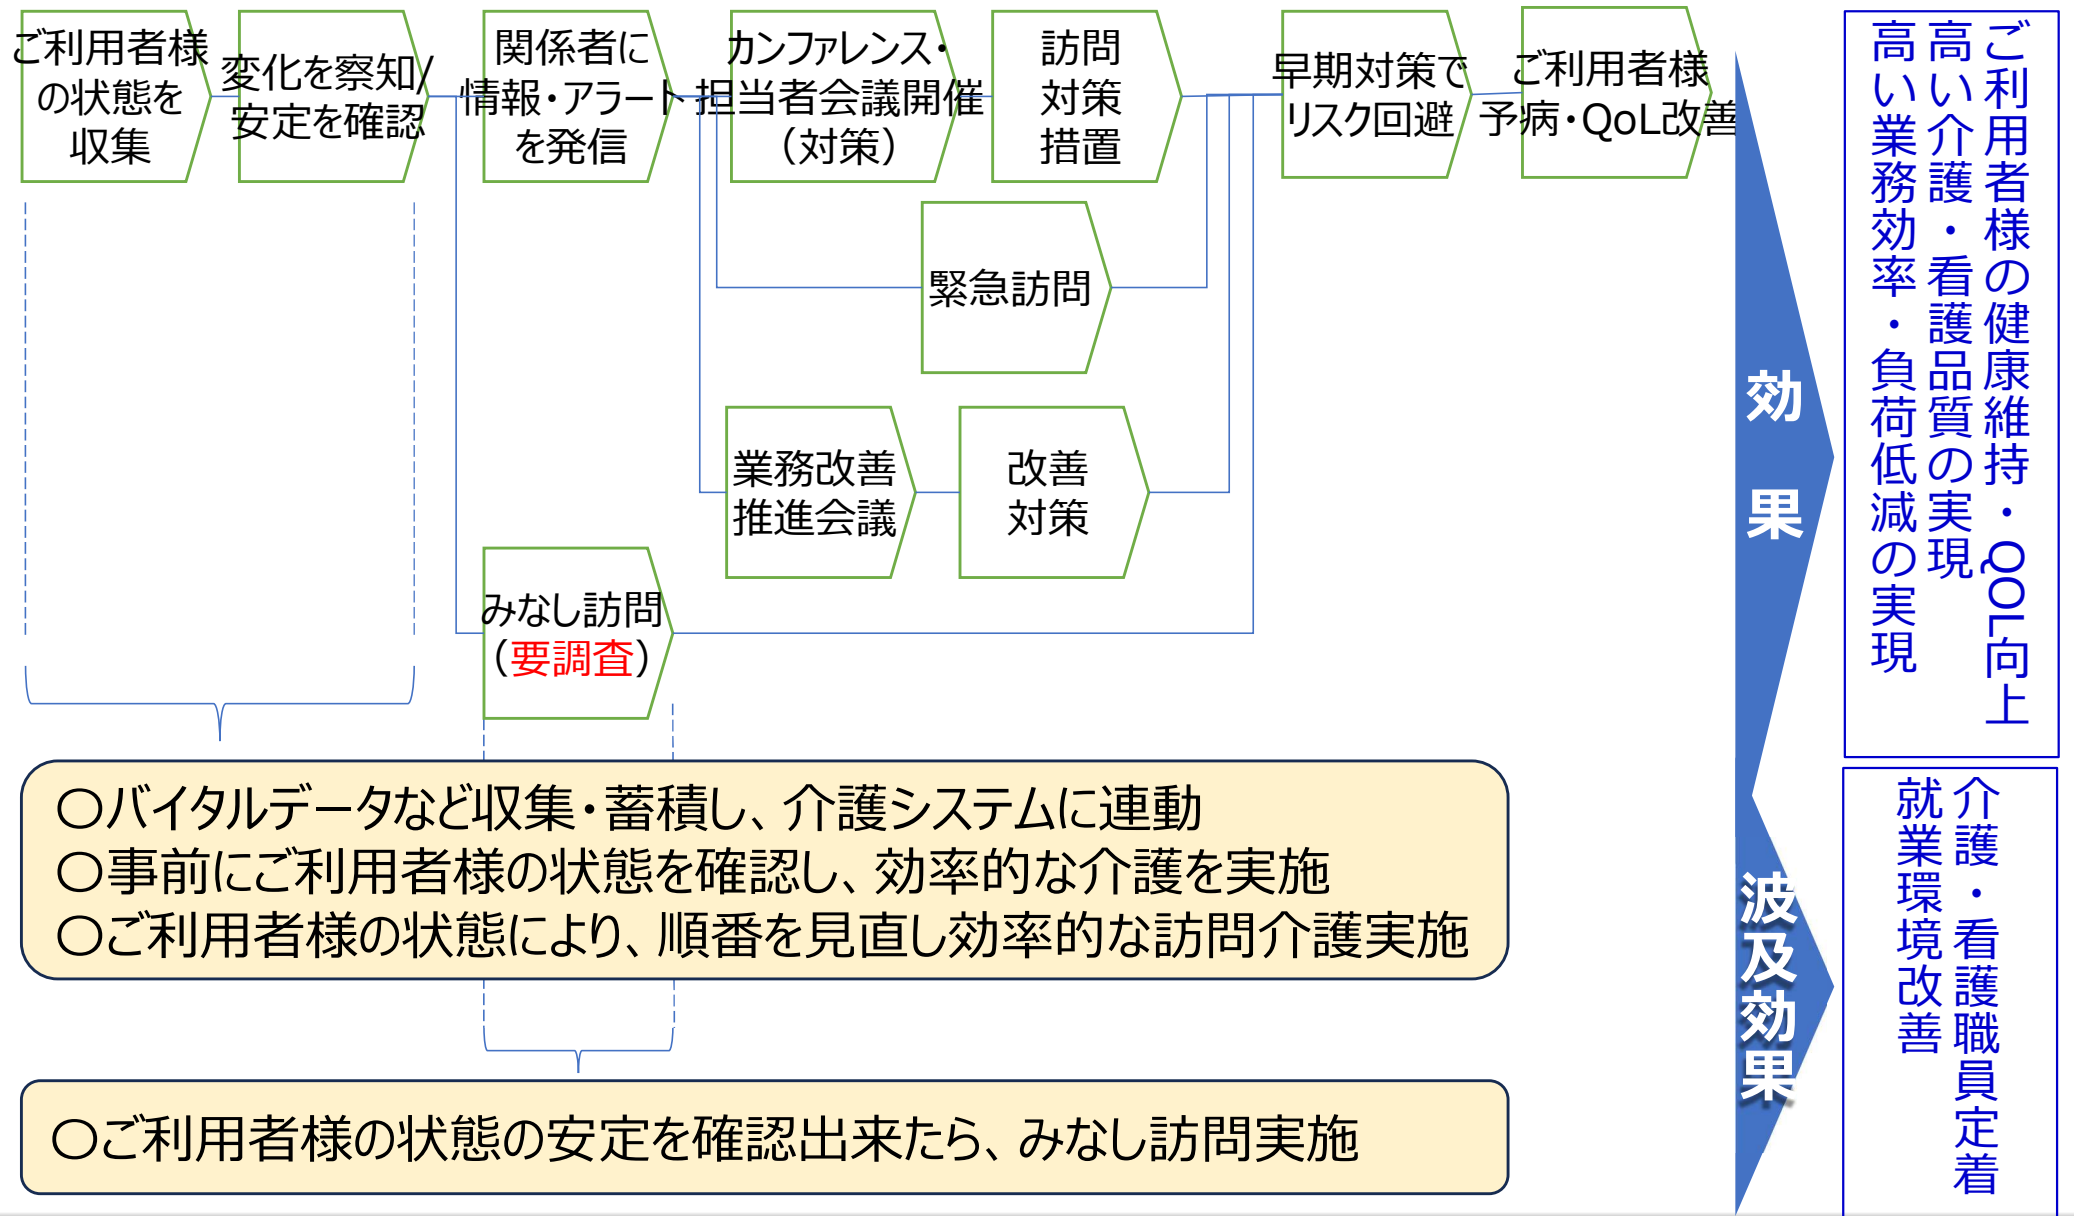 ご利用者様
の状態を
収集
変化を察知/
安定を確認
関係者に
情報・アラート
を発信
カンファレンス・
担当者会議開催
（対策）
訪問
対策
措置
早期対策で
リスク回避
ご利用者様
予病・QoL改善
緊急訪問
業務改善
推進会議
改善
対策
みなし訪問
（要調査）
〇バイタルデータなど収集・蓄積し、介護システムに連動
〇事前にご利用者様の状態を確認し、効率的な介護を実施
〇ご利用者様の状態により、順番を見直し効率的な訪問介護実施
〇ご利用者様の状態の安定を確認出来たら、みなし訪問実施
効果
ご利用者様の健康維持・QOL向上
高い介護・看護品質の実現
高い業務効率・負荷低減の実現
波及効果
介護・看護職員定着
就業環境改善